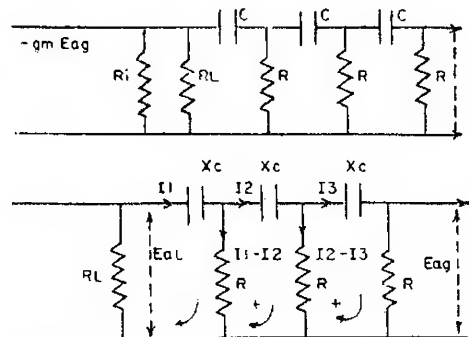 C C C
-gm Eag
Ri RL R R R
Xc Xc Xc
I1 I2 I3
RL EaL I1-I2 R + I2-I3 R + R Eag